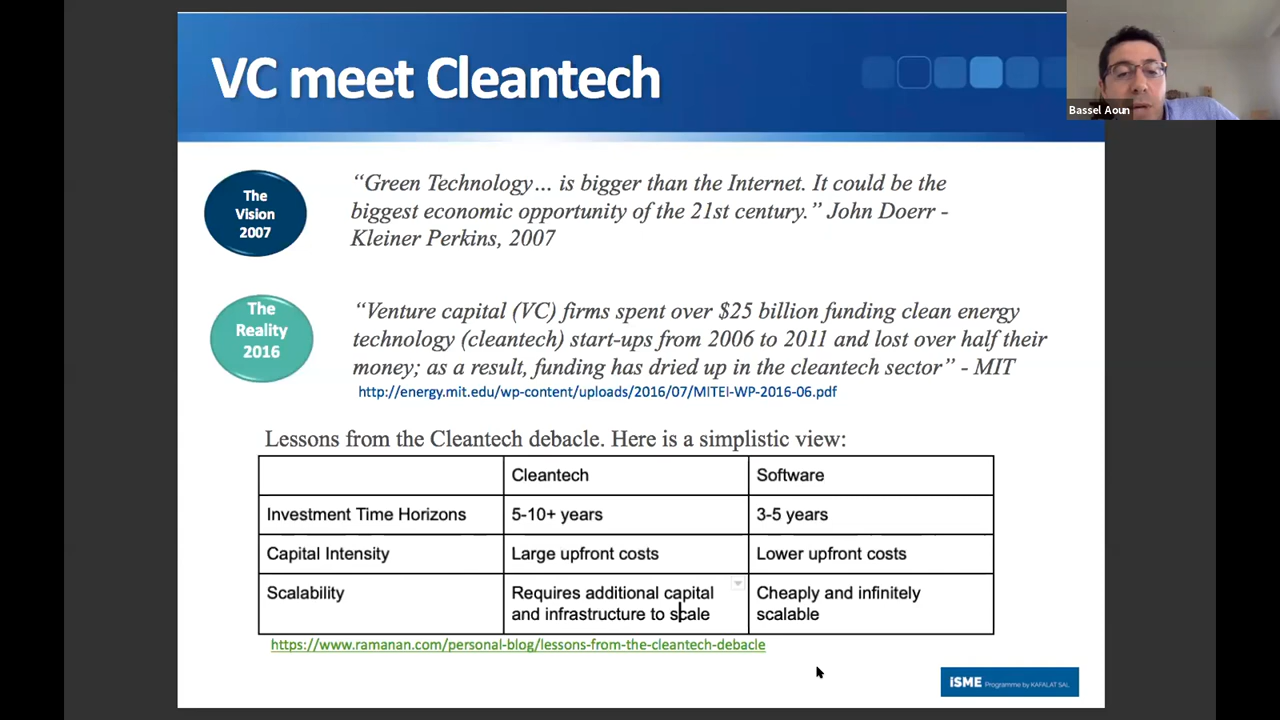 VC meet Cleantech
Bassel Aoun
The
Vision
2007
“Green Technology… is bigger than the Internet. It could be the
biggest economic opportunity of the 21st century.” John Doerr -
Kleiner Perkins, 2007
The
Reality
2016
“Venture capital (VC) firms spent over $25 billion funding clean energy
technology (cleantech) start-ups from 2006 to 2011 and lost over half their
money; as a result, funding has dried up in the cleantech sector” - MIT
http://energy.mit.edu/wp-content/uploads/2016/07/MITEI-WP-2016-06.pdf
Lessons from the Cleantech debacle. Here is a simplistic view:
Cleantech Software
Investment Time Horizons 5-10+ years 3-5 years
Capital Intensity Large upfront costs Lower upfront costs
Scalability Requires additional capital Cheaply and infinitely
and infrastructure to scale scalable
https://www.ramanan.com/personal-blog/lessons-from-the-cleantech-debacle
iSME Programme by KAFALAT SAL